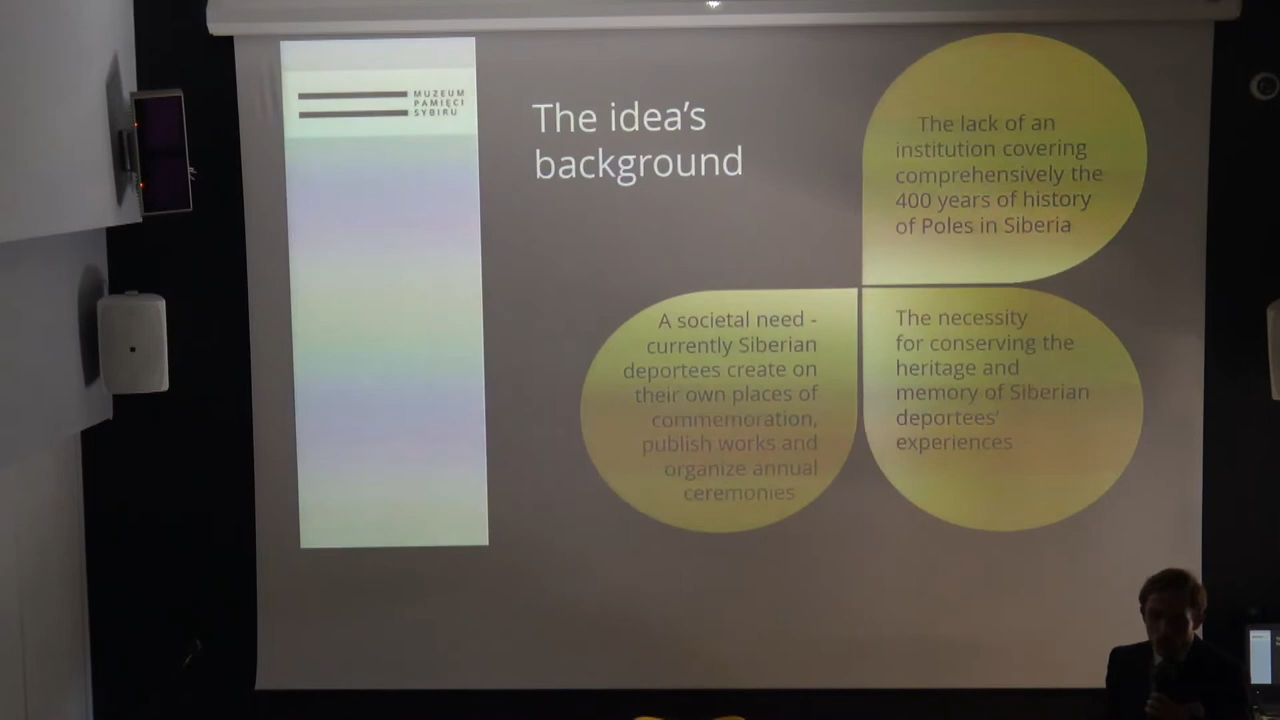 MUZEUM
PAMIĘCI
SYBIRU
The idea's
background
The lack of an
institution covering
comprehensively the
400 years of history
of Poles in Siberia
A societal need -
currently Siberian
deportees create on
their own places of
commemoration,
publish works and
organize annual
ceremonies
The necessity
for conserving the
heritage and
memory of Siberian
deportees'
experiences